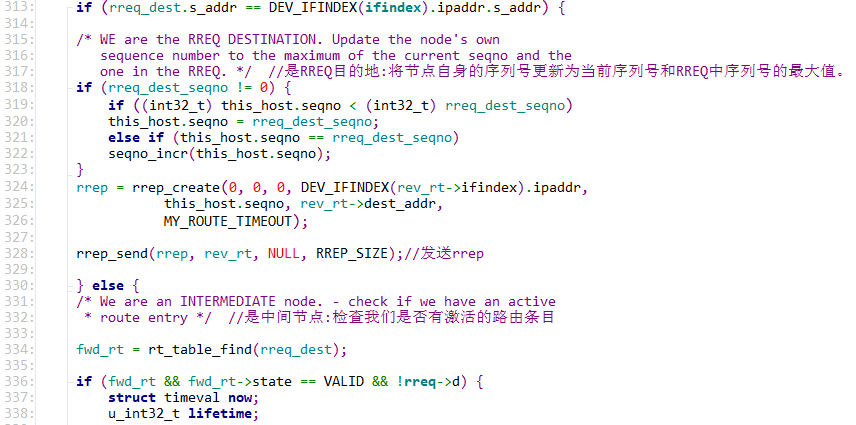 313: if (rreq_dest.s_addr == DEV_IFINDEX(ifindex).ipaddr.s_addr) {
314:
315: /* WE are the RREQ DESTINATION. Update the node's own
316: sequence number to the maximum of the current seqno and the
317: one in the RREQ. */ //是RREQ目的地:将节点自身的序列号更新为当前序列号和RREQ中序列号的最大值。
318: if (rreq_dest_seqno != 0) {
319: if ((int32_t) this_host.seqno < (int32_t) rreq_dest_seqno)
320: this_host.seqno = rreq_dest_seqno;
321: else if (this_host.seqno == rreq_dest_seqno)
322: seqno_incr(this_host.seqno);
323: }
324: rrep = rrep_create(0, 0, 0, DEV_IFINDEX(rev_rt->ifindex).ipaddr,
325: this_host.seqno, rev_rt->dest_addr,
326: MY_ROUTE_TIMEOUT);
327:
328: rrep_send(rrep, rev_rt, NULL, RREP_SIZE);//发送rrep
329:
330: } else {
331: /* We are an INTERMEDIATE node. - check if we have an active
332: * route entry */ //是中间节点:检查我们是否有激活的路由条目
333:
334: fwd_rt = rt_table_find(rreq_dest);
335:
336: if (fwd_rt && fwd_rt->state == VALID && !rreq->d) {
337: struct timeval now;
338: u_int32_t lifetime;